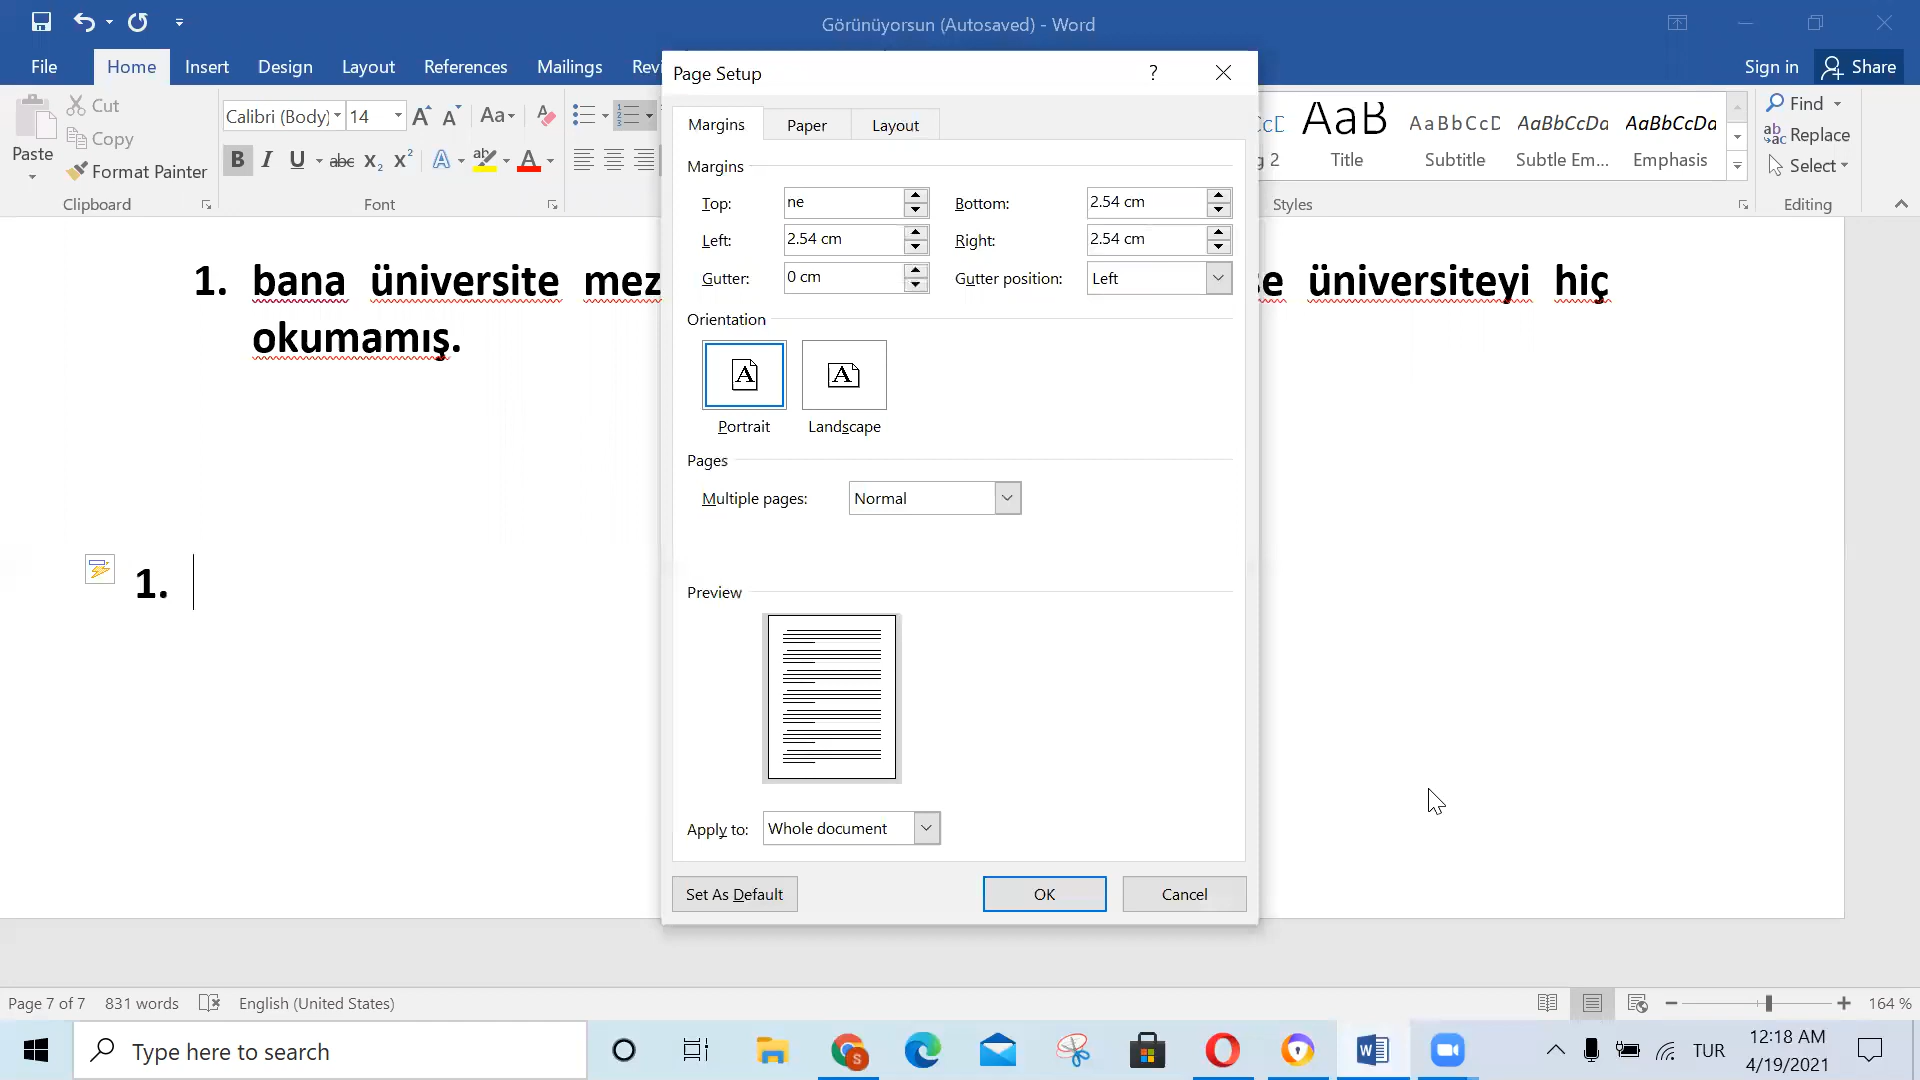 Görünüyorsun (Autosaved) - Word
File Home Insert Design Layout References Mailings Sign in Share
Page Setup ?
Cut
Copy
Paste
Format Painter
Clipboard
Calibri (Body) 14
Font
Title Subtitle Subtle Em... Emphasis
AaB AaBbCcD AaBbCcDa AaBbCcDa
Styles
Find
Replace
Select
Editing
Margins Paper Layout
Margins
Top: ne Bottom: 2.54 cm
Left: 2.54 cm Right: 2.54 cm
Gutter: 0 cm Gutter position: Left
Orientation
Portrait Landscape
Pages
Multiple pages: Normal
Preview
Apply to: Whole document
Set As Default OK Cancel
1. bana üniversite üniversiteyi hiç
okumamış.
1.
Page 7 of 7 831 words English (United States) 164 %
Type here to search
TUR
12:18 AM
4/19/2021